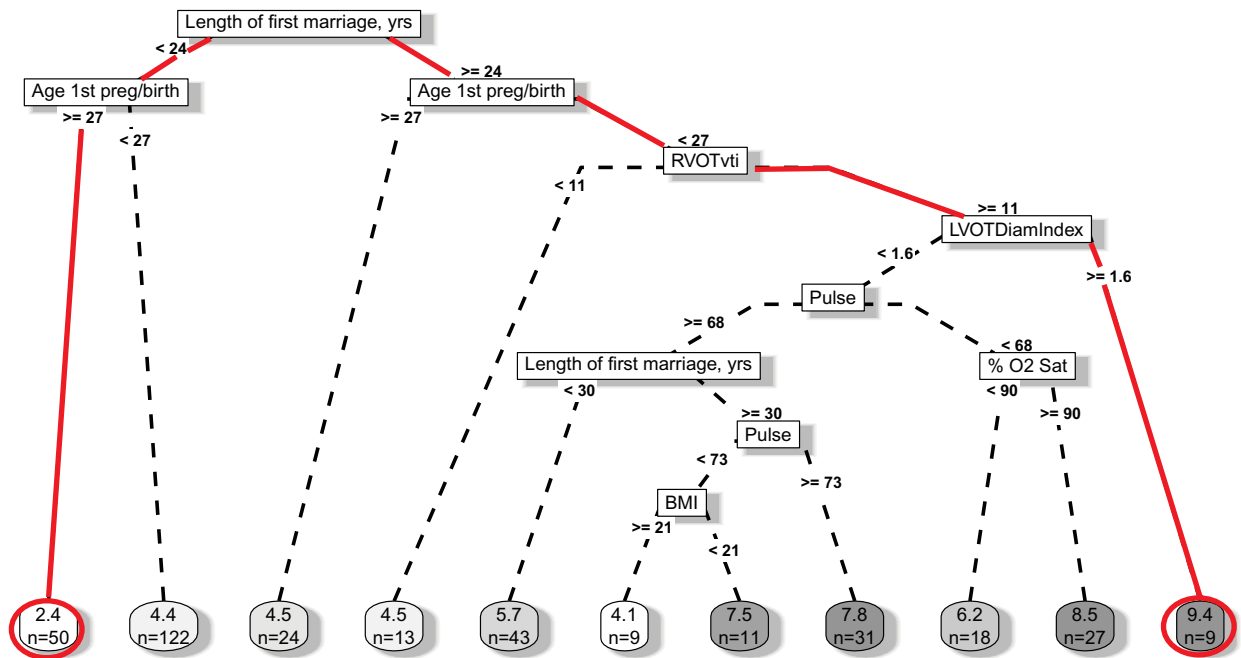 Length of first marriage, yrs
< 24
>= 24
Age 1st preg/birth
Age 1st preg/birth
>= 27
< 27
>= 27
< 27
RVOTvti
< 11
>= 11
LVOTDiamIndex
< 1.6
>= 1.6
Pulse
>= 68
< 68
Length of first marriage, yrs
% O2 Sat
< 30
>= 30
< 90
>= 90
Pulse
< 73
>= 73
BMI
>= 21
< 21
2.4
n=50
4.4
n=122
4.5
n=24
4.5
n=13
5.7
n=43
4.1
n=9
7.5
n=11
7.8
n=31
6.2
n=18
8.5
n=27
9.4
n=9